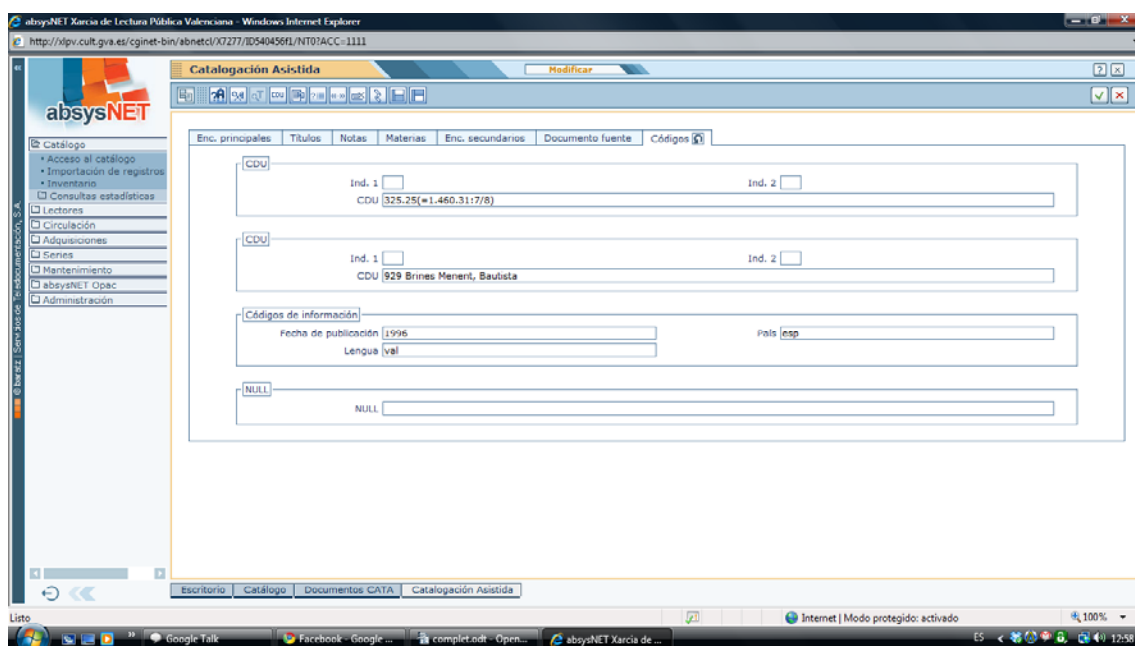 absysNET Xarcia de Lectura Pública Valenciana - Windows Internet Explorer
http://xlpv.cult.gva.es/cginet-bin/abnetcl/X7277/ID540456f1/NT0?ACC=1111
absysNET
Catálogo
• Acceso al catálogo
• Importación de registros
• Inventario
Consultas estadísticas
Lectores
Circulación
Adquisiciones
Series
Mantenimiento
absysNET Opac
Administración
© baratz | Servicios de Teledocumentación, S.A.
Catalogación Asistida
Modificar
Enc. principales Títulos Notas Materias Enc. secundarios Documento fuente Códigos
CDU
Ind. 1 Ind. 2
CDU 325.25(=1.460.31:7/8)
CDU
Ind. 1 Ind. 2
CDU 929 Brines Menent, Bautista
Códigos de información
Fecha de publicación 1996 País esp
Lengua val
NULL
NULL
Escritorio Catálogo Documentos CATA Catalogación Asistida
Listo Internet | Modo protegido: activado 100%
Google Talk Facebook - Google ... complet.odt - Open... absysNET Xarcia de ... ES 12:58